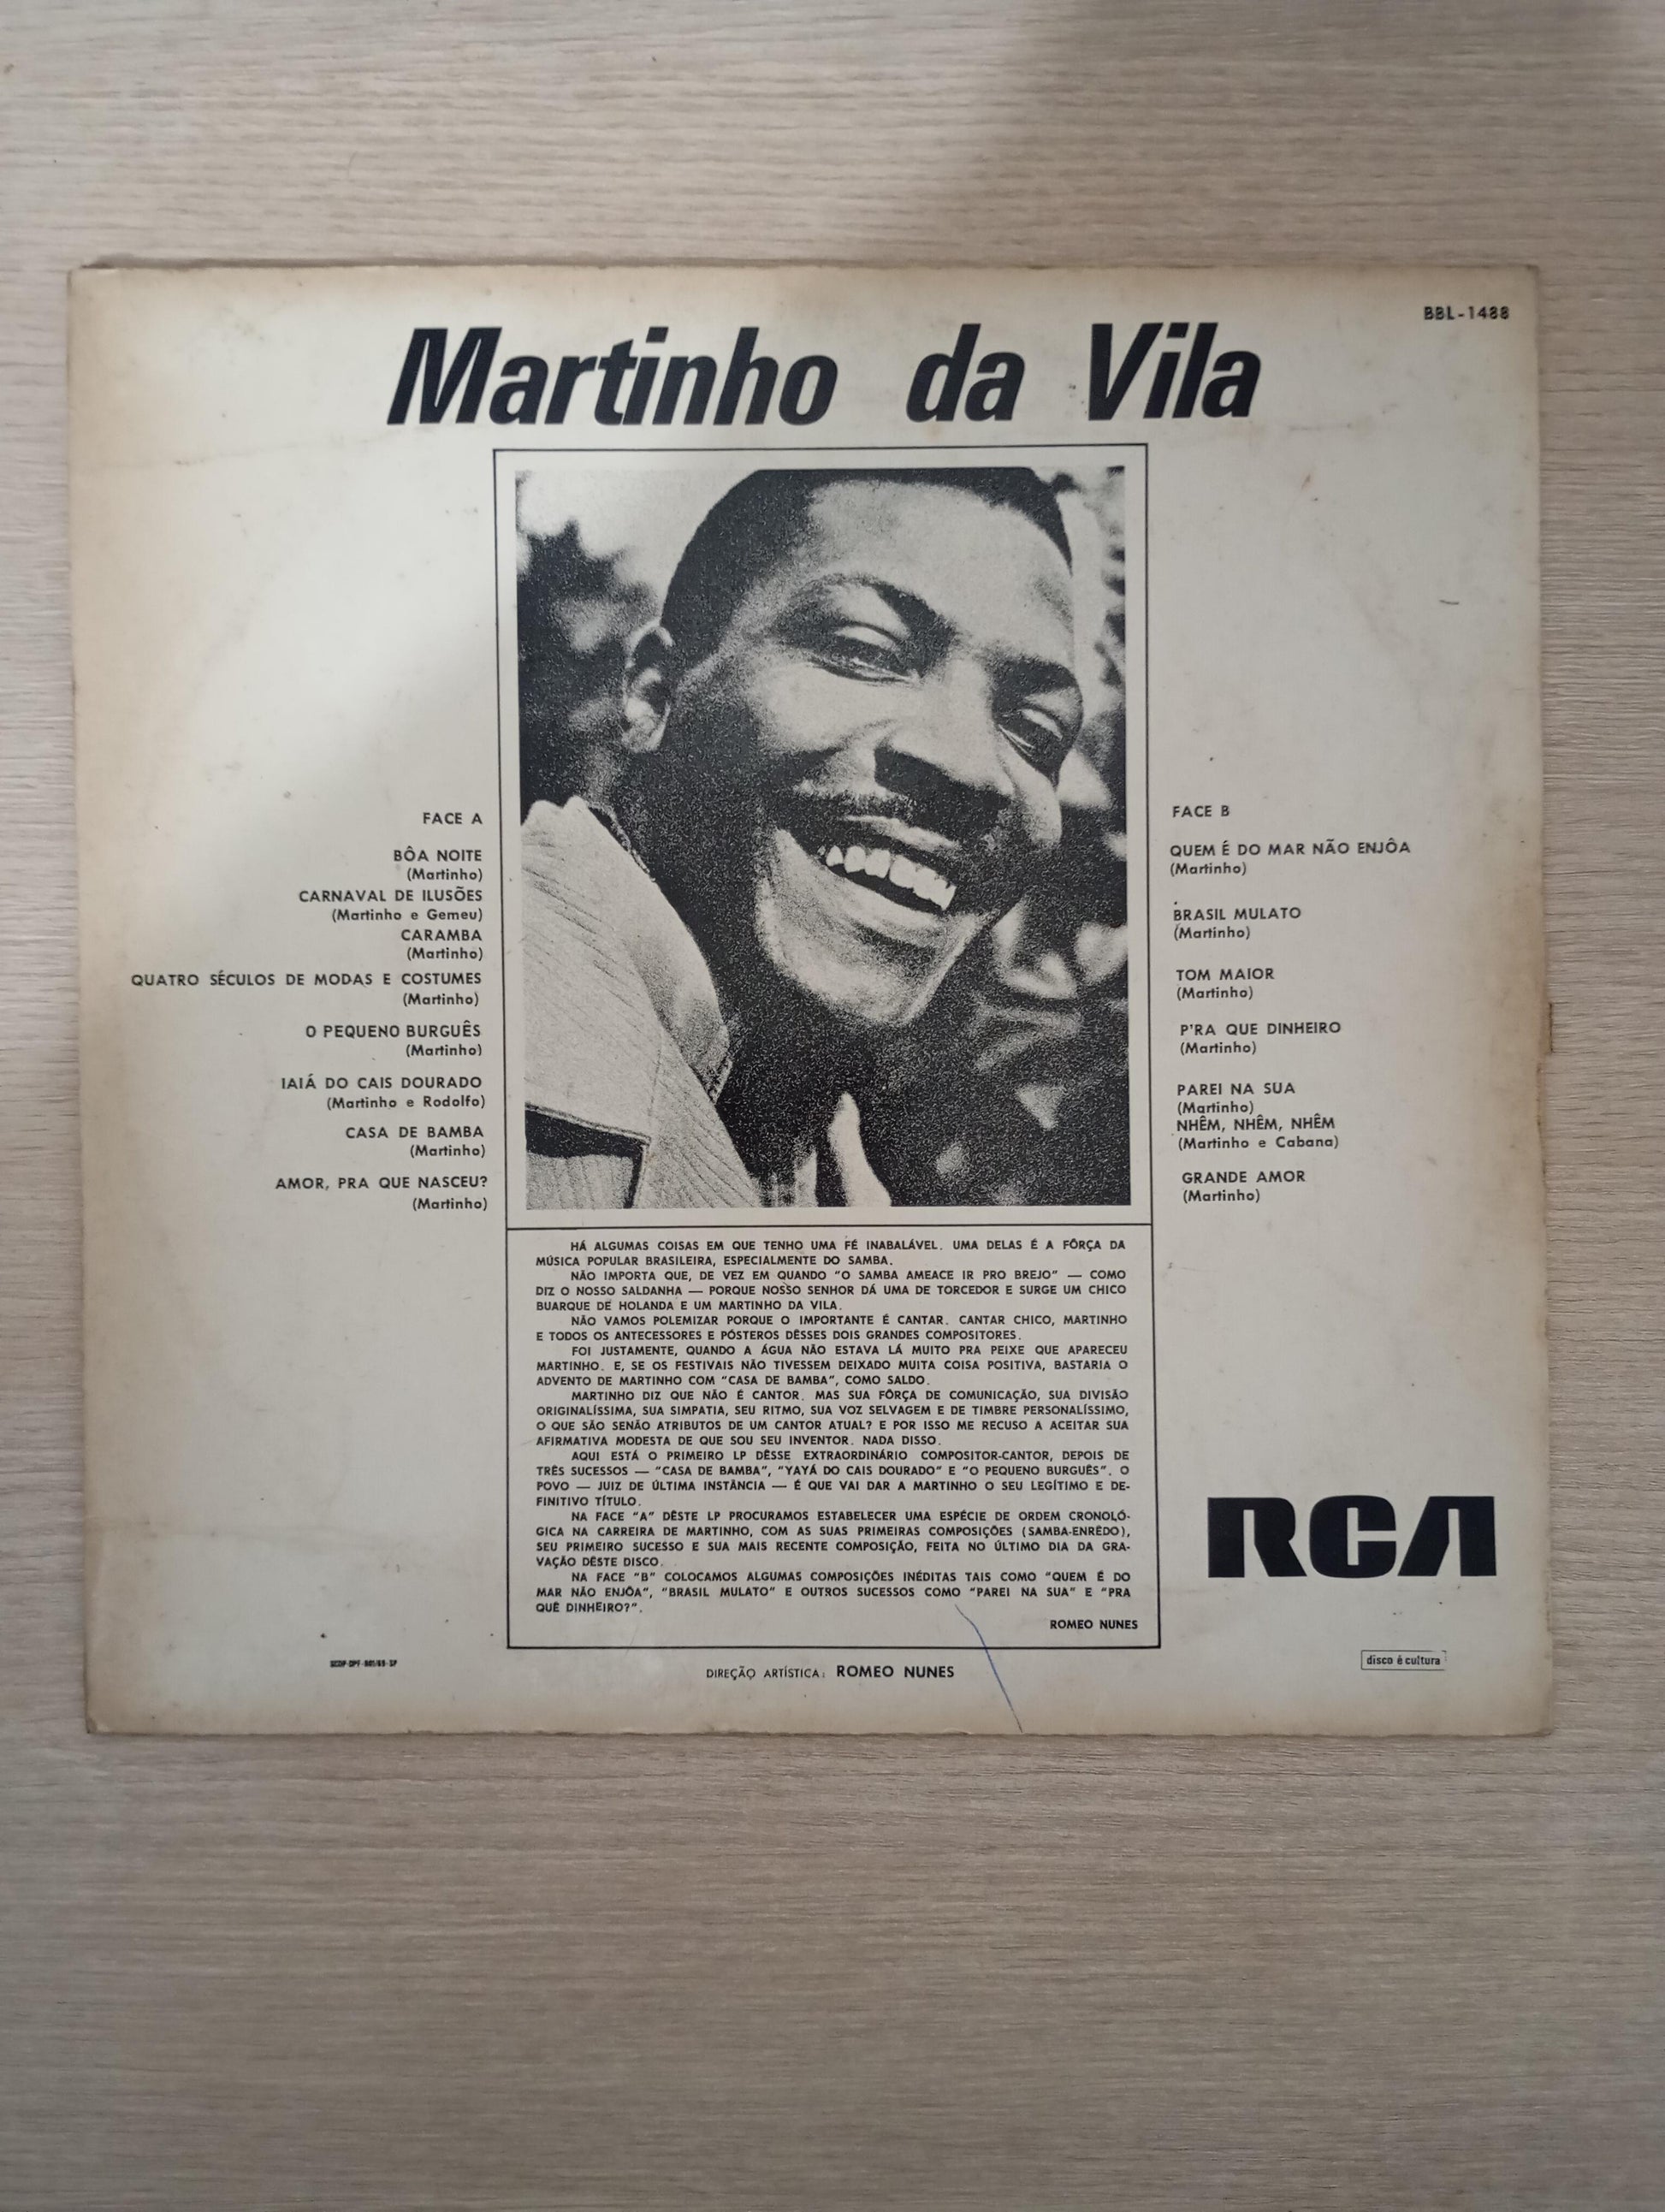 BBL-1488
Martinho da Vila
FACE A
BÔA NOITE
(Martinho)
CARNAVAL DE ILUSÕES
(Martinho e Gemeu)
CARAMBA
(Martinho)
QUATRO SÉCULOS DE MODAS E COSTUMES
(Martinho)
O PEQUENO BURGUÊS
(Martinho)
IAIÁ DO CAIS DOURADO
(Martinho e Rodolfo)
CASA DE BAMBA
(Martinho)
AMOR, PRA QUE NASCEU?
(Martinho)
FACE B
QUEM É DO MAR NÃO ENJÔA
(Martinho)
BRASIL MULATO
(Martinho)
TOM MAIOR
(Martinho)
P'RA QUE DINHEIRO
(Martinho)
PAREI NA SUA
(Martinho)
NHÊM, NHÊM, NHÊM
(Martinho e Cabana)
GRANDE AMOR
(Martinho)
HÁ ALGUMAS COISAS EM QUE TENHO UMA FÉ INABALÁVEL. UMA DELAS É A FÔRÇA DA
MÚSICA POPULAR BRASILEIRA, ESPECIALMENTE DO SAMBA.
NÃO IMPORTA QUE, DE VEZ EM QUANDO "O SAMBA AMEACE IR PRO BREJO" — COMO
DIZ O NOSSO SALDANHA — PORQUE NOSSO SENHOR DÁ UMA DE TORCEDOR E SURGE UM CHICO
BUARQUE DE HOLANDA E UM MARTINHO DA VILA.
NÃO VAMOS POLEMIZAR PORQUE O IMPORTANTE É CANTAR. CANTAR CHICO, MARTINHO
E TODOS OS ANTECESSORES E PÓSTEROS DÊSSES DOIS GRANDES COMPOSITORES.
FOI JUSTAMENTE, QUANDO A ÁGUA NÃO ESTAVA LÁ MUITO PRA PEIXE QUE APARECEU
MARTINHO. E, SE OS FESTIVAIS NÃO TIVESSEM DEIXADO MUITA COISA POSITIVA, BASTARIA O
ADVENTO DE MARTINHO COM "CASA DE BAMBA", COMO SALDO.
MARTINHO DIZ QUE NÃO É CANTOR. MAS SUA FÔRÇA DE COMUNICAÇÃO, SUA DIVISÃO
ORIGINALÍSSIMA, SUA SIMPATIA, SEU RITMO, SUA VOZ SELVAGEM E DE TIMBRE PERSONALÍSSIMO,
O QUE SÃO SENÃO ATRIBUTOS DE UM CANTOR ATUAL? E POR ISSO ME RECUSO A ACEITAR SUA
AFIRMATIVA MODESTA DE QUE SOU SEU INVENTOR. NADA DISSO.
AQUI ESTÁ O PRIMEIRO LP DÊSSE EXTRAORDINÁRIO COMPOSITOR-CANTOR, DEPOIS DE
TRÊS SUCESSOS — "CASA DE BAMBA", "YAYÁ DO CAIS DOURADO" E "O PEQUENO BURGUÊS". O
POVO — JUIZ DE ÚLTIMA INSTÂNCIA — É QUE VAI DAR A MARTINHO O SEU LEGÍTIMO E DE-
FINITIVO TÍTULO.
NA FACE "A" DÊSTE LP PROCURAMOS ESTABELECER UMA ESPÉCIE DE ORDEM CRONOLÓ-
GICA NA CARREIRA DE MARTINHO, COM AS SUAS PRIMEIRAS COMPOSIÇÕES (SAMBA-ENRÊDO),
SEU PRIMEIRO SUCESSO E SUA MAIS RECENTE COMPOSIÇÃO, FEITA NO ÚLTIMO DIA DA GRA-
VAÇÃO DÊSTE DISCO.
NA FACE "B" COLOCAMOS ALGUMAS COMPOSIÇÕES INÉDITAS TAIS COMO "QUEM É DO
MAR NÃO ENJÔA", "BRASIL MULATO" E OUTROS SUCESSOS COMO "PAREI NA SUA" E "PRA
QUÊ DINHEIRO?".
ROMEO NUNES
RCA
DIREÇÃO ARTÍSTICA: ROMEO NUNES
disco é cultura